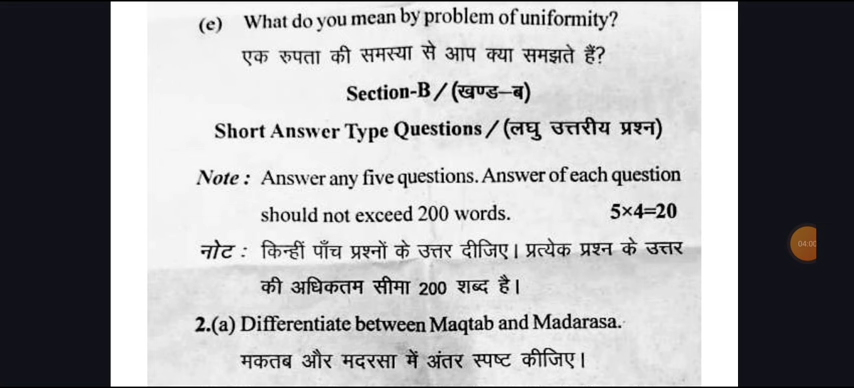 (e) What do you mean by problem of uniformity?
एक रुपता की समस्या से आप क्या समझते हैं?
Section-B / (खण्ड–ब)
Short Answer Type Questions / (लघु उत्तरीय प्रश्न)
Note : Answer any five questions. Answer of each question
should not exceed 200 words. 5×4=20
नोट : किन्हीं पाँच प्रश्नों के उत्तर दीजिए। प्रत्येक प्रश्न के उत्तर
की अधिकतम सीमा 200 शब्द है।
2.(a) Differentiate between Maqtab and Madarasa.
मकतब और मदरसा में अंतर स्पष्ट कीजिए।
04:00